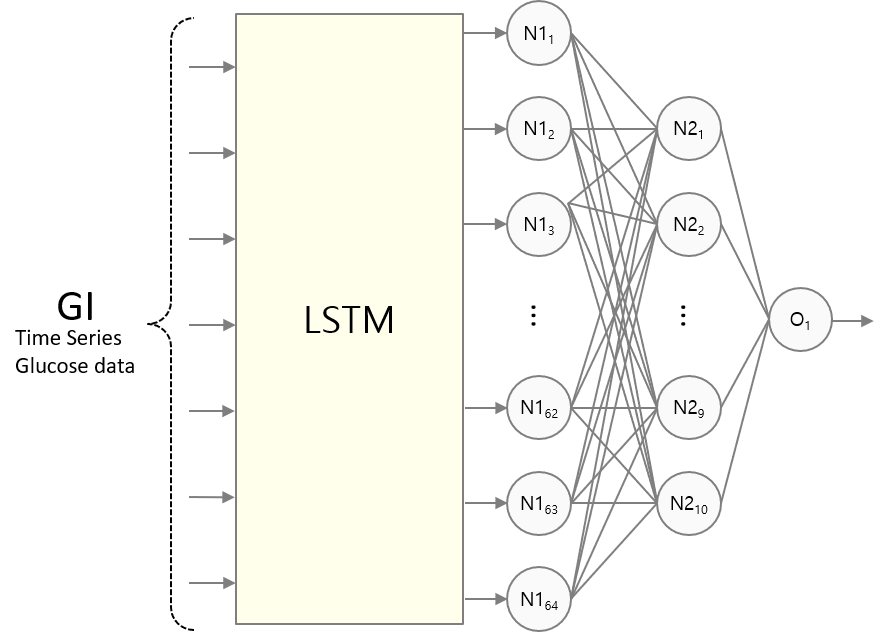 GI
Time Series
Glucose data
LSTM
N1₁
N1₂
N1₃
⋮
N1₆₂
N1₆₃
N1₆₄
N2₁
N2₂
⋮
N2₉
N2₁₀
O₁